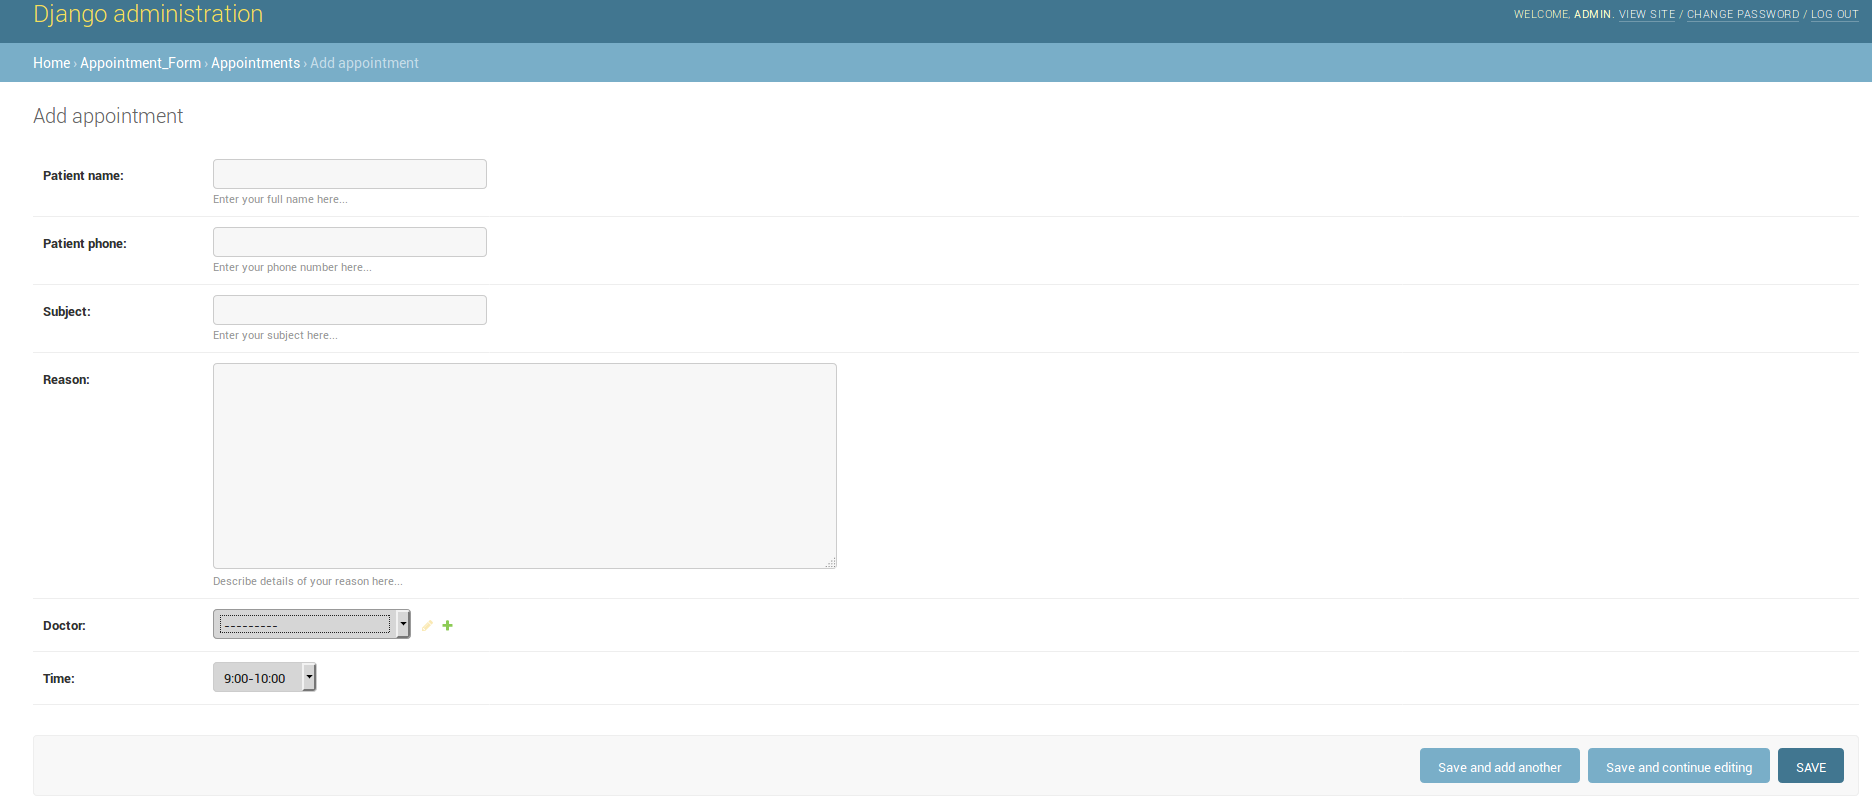 Django administration
WELCOME, ADMIN. VIEW SITE / CHANGE PASSWORD / LOG OUT
Home › Appointment_Form › Appointments › Add appointment
Add appointment
Patient name:
Enter your full name here...
Patient phone:
Enter your phone number here...
Subject:
Enter your subject here...
Reason:
Describe details of your reason here...
Doctor: ---------
Time: 9:00-10:00
Save and add another Save and continue editing SAVE